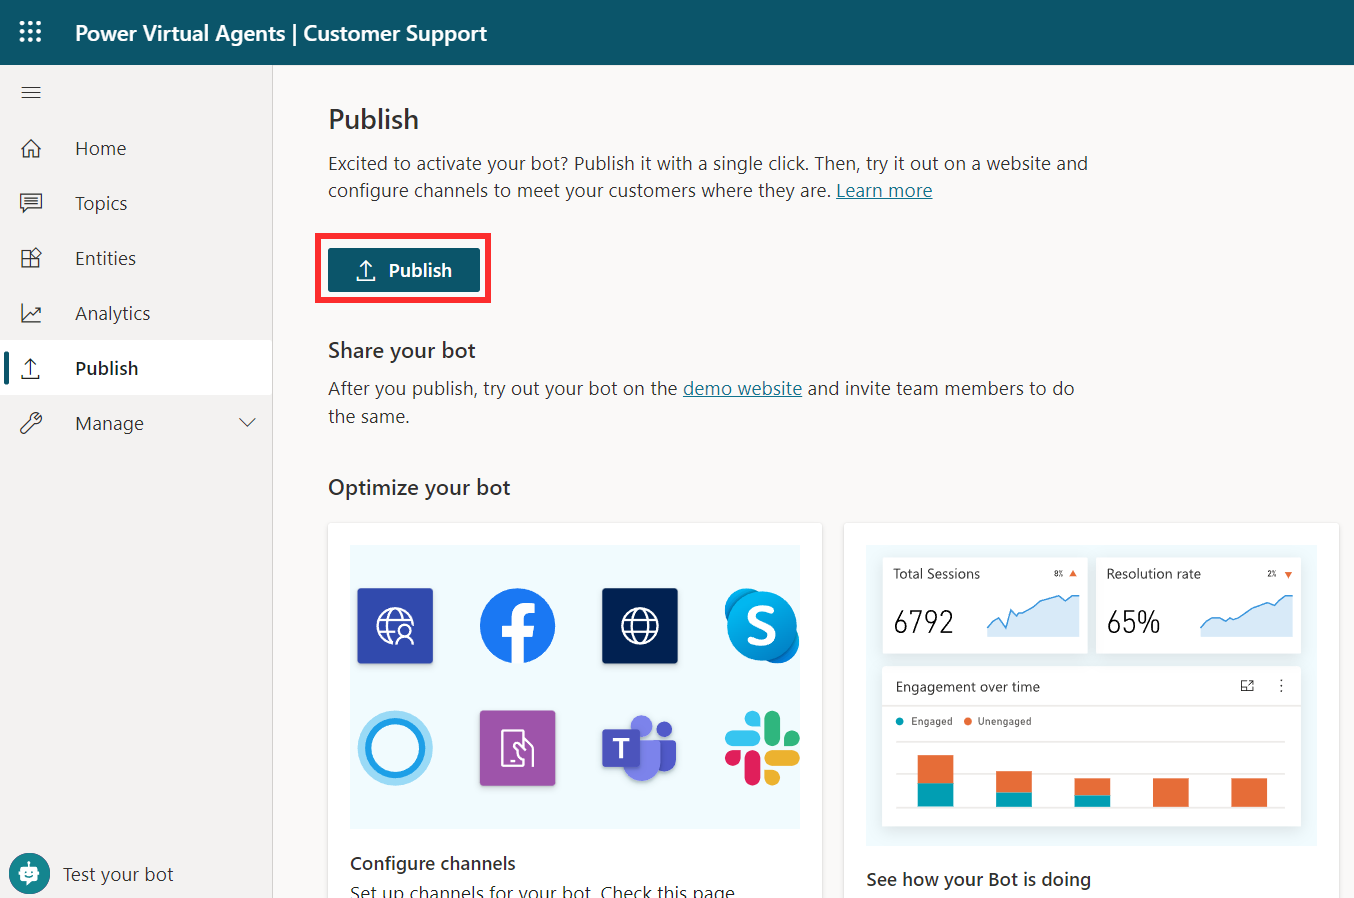 Power Virtual Agents | Customer Support
Home
Topics
Entities
Analytics
Publish
Manage
Test your bot
Publish
Excited to activate your bot? Publish it with a single click. Then, try it out on a website and
configure channels to meet your customers where they are. Learn more
Publish
Share your bot
After you publish, try out your bot on the demo website and invite team members to do
the same.
Optimize your bot
S
T
Configure channels
Set up channels for your bot. Check this page
Total Sessions 8%
6792
Resolution rate 2%
65%
Engagement over time
Engaged Unengaged
See how your Bot is doing